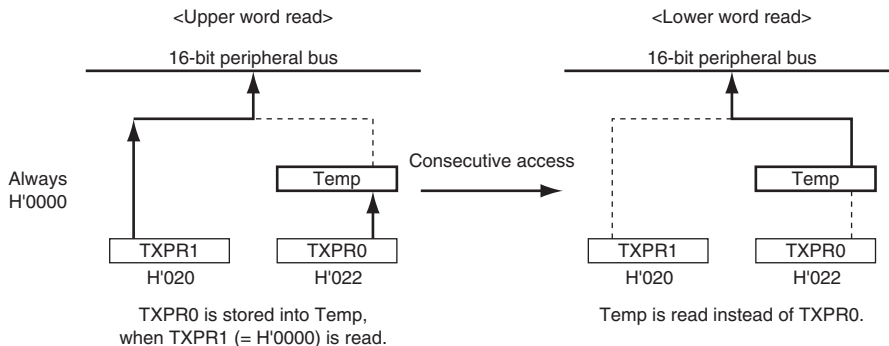 <Upper word read>
16-bit peripheral bus
Always
H'0000
Temp
TXPR1
TXPR0
H'020
H'022
TXPR0 is stored into Temp,
when TXPR1 (= H'0000) is read.
Consecutive access
<Lower word read>
16-bit peripheral bus
Temp
TXPR1
TXPR0
H'020
H'022
Temp is read instead of TXPR0.